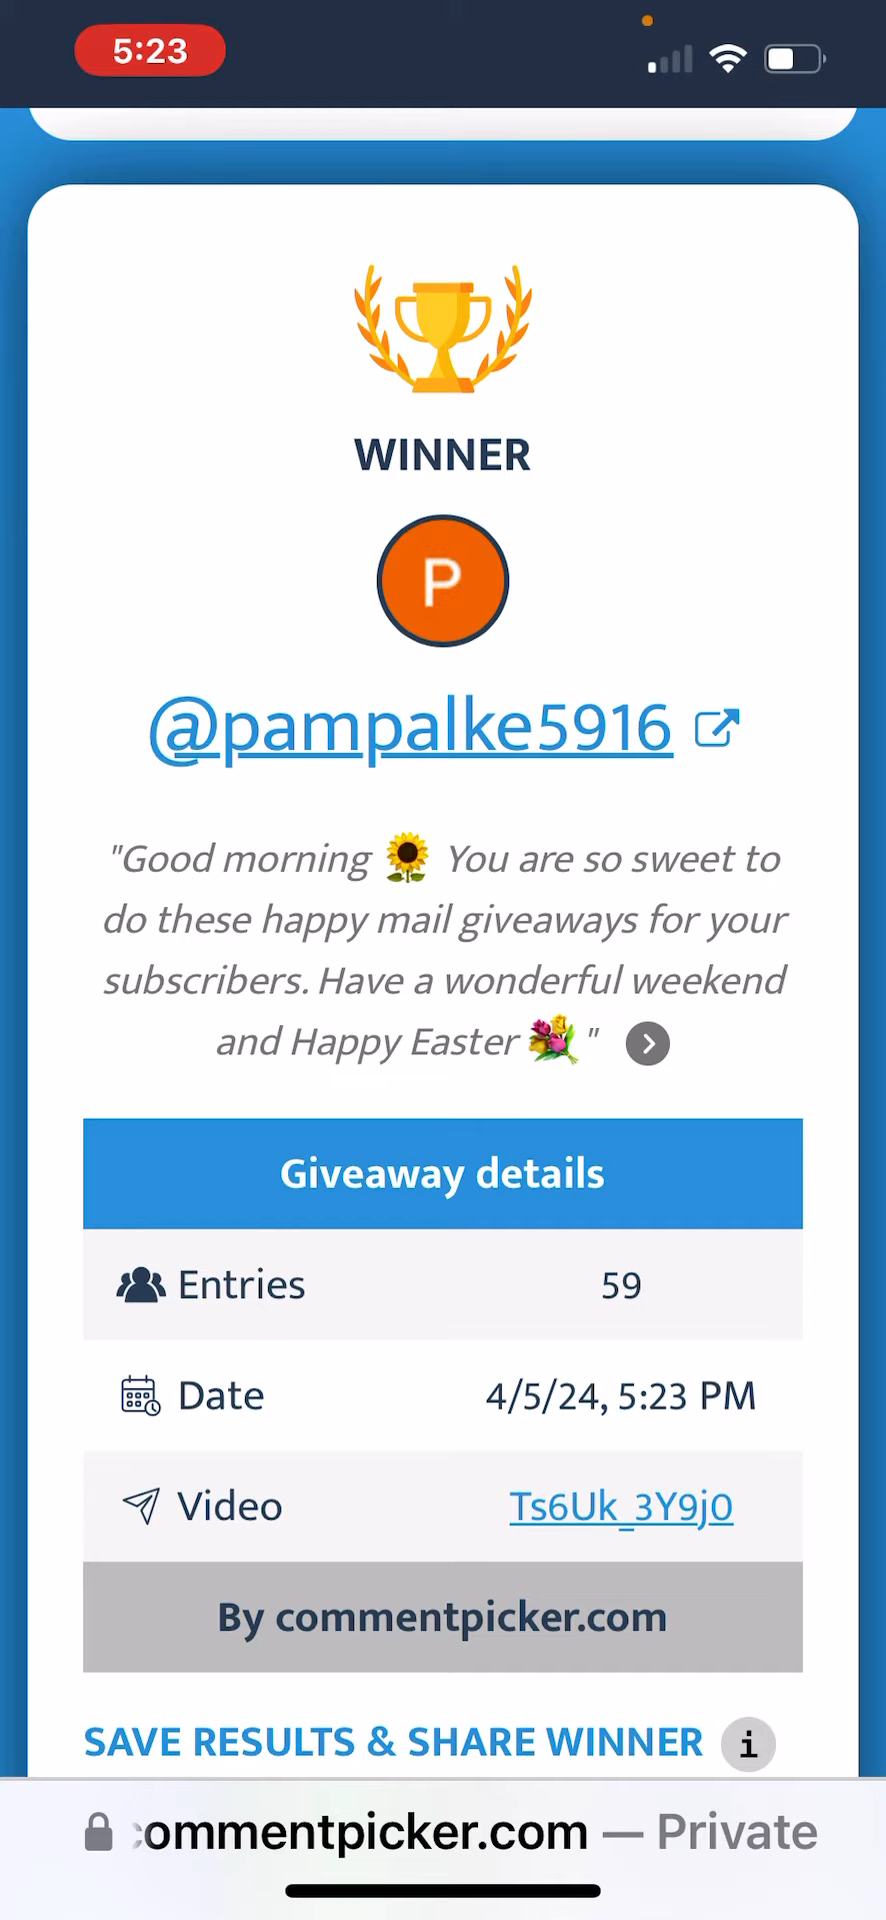 5:23
WINNER
P
@pampalke5916
"Good morning 🌻 You are so sweet to
do these happy mail giveaways for your
subscribers. Have a wonderful weekend
and Happy Easter 💐"
Giveaway details
Entries 59
Date 4/5/24, 5:23 PM
Video Ts6Uk_3Y9j0
By commentpicker.com
SAVE RESULTS & SHARE WINNER i
commentpicker.com — Private